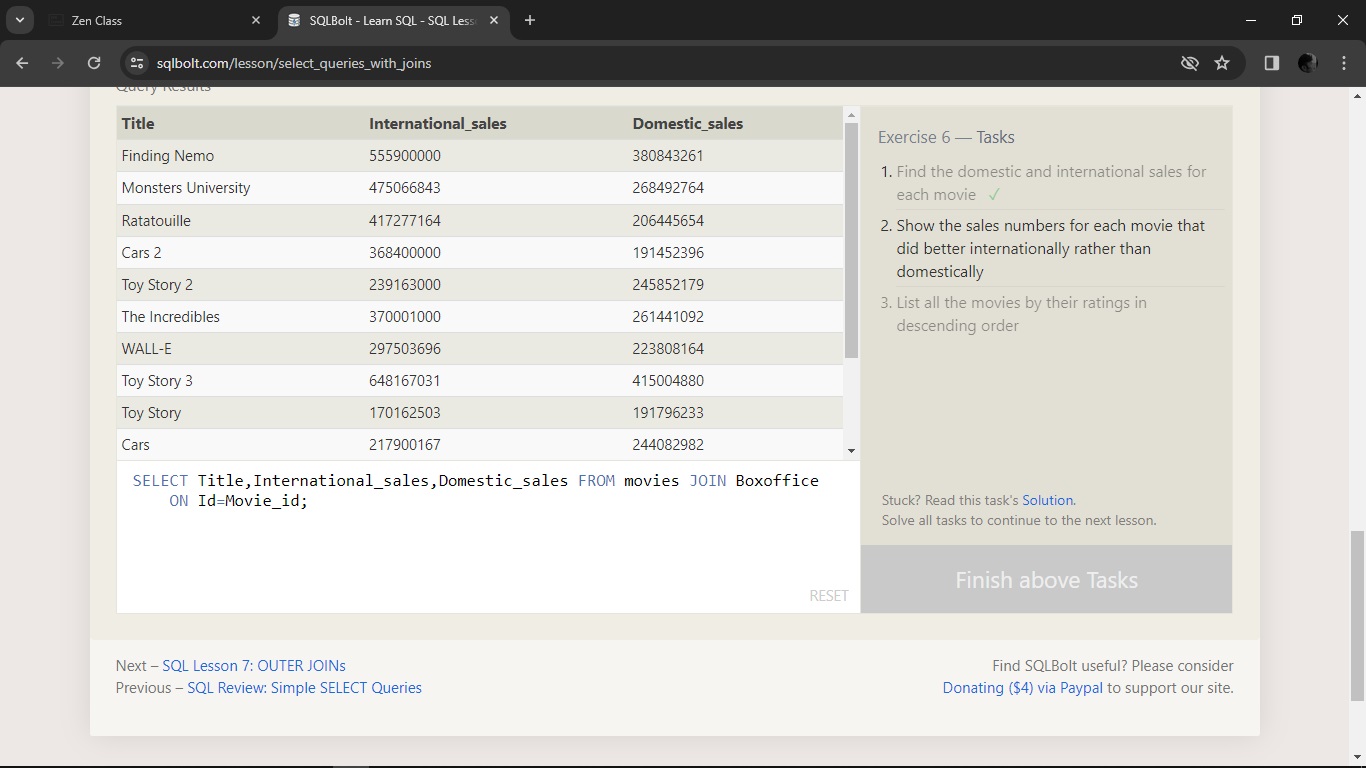 Zen Class
SQLBolt - Learn SQL - SQL Less
sqlbolt.com/lesson/select_queries_with_joins
Query Results
Title International_sales Domestic_sales
Finding Nemo 555900000 380843261
Monsters University 475066843 268492764
Ratatouille 417277164 206445654
Cars 2 368400000 191452396
Toy Story 2 239163000 245852179
The Incredibles 370001000 261441092
WALL-E 297503696 223808164
Toy Story 3 648167031 415004880
Toy Story 170162503 191796233
Cars 217900167 244082982
SELECT Title,International_sales,Domestic_sales FROM movies JOIN Boxoffice
ON Id=Movie_id;
RESET
Exercise 6 — Tasks
1. Find the domestic and international sales for
each movie ✓
2. Show the sales numbers for each movie that
did better internationally rather than
domestically
3. List all the movies by their ratings in
descending order
Stuck? Read this task's Solution.
Solve all tasks to continue to the next lesson.
Finish above Tasks
Next – SQL Lesson 7: OUTER JOINs
Previous – SQL Review: Simple SELECT Queries
Find SQLBolt useful? Please consider
Donating ($4) via Paypal to support our site.